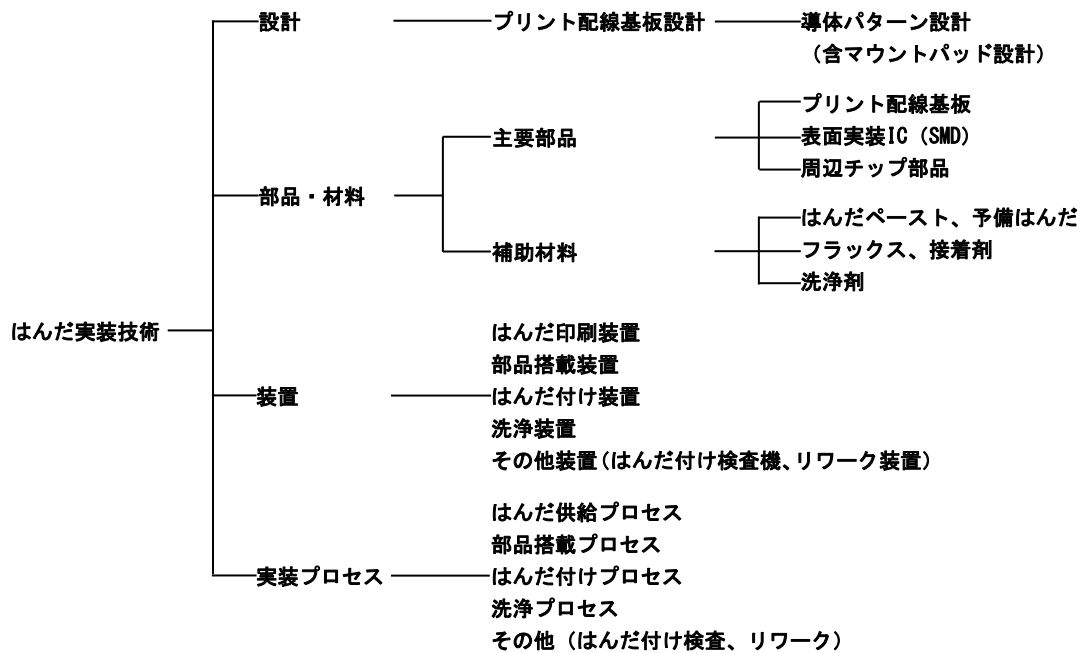 設計
プリント配線基板設計
導体パターン設計
（含マウントパッド設計）
プリント配線基板
主要部品
表面実装IC（SMD）
周辺チップ部品
部品・材料
はんだペースト、予備はんだ
補助材料
フラックス、接着剤
洗浄剤
はんだ実装技術
はんだ印刷装置
部品搭載装置
装置
はんだ付け装置
洗浄装置
その他装置（はんだ付け検査機、リワーク装置）
はんだ供給プロセス
部品搭載プロセス
実装プロセス
はんだ付けプロセス
洗浄プロセス
その他（はんだ付け検査、リワーク）